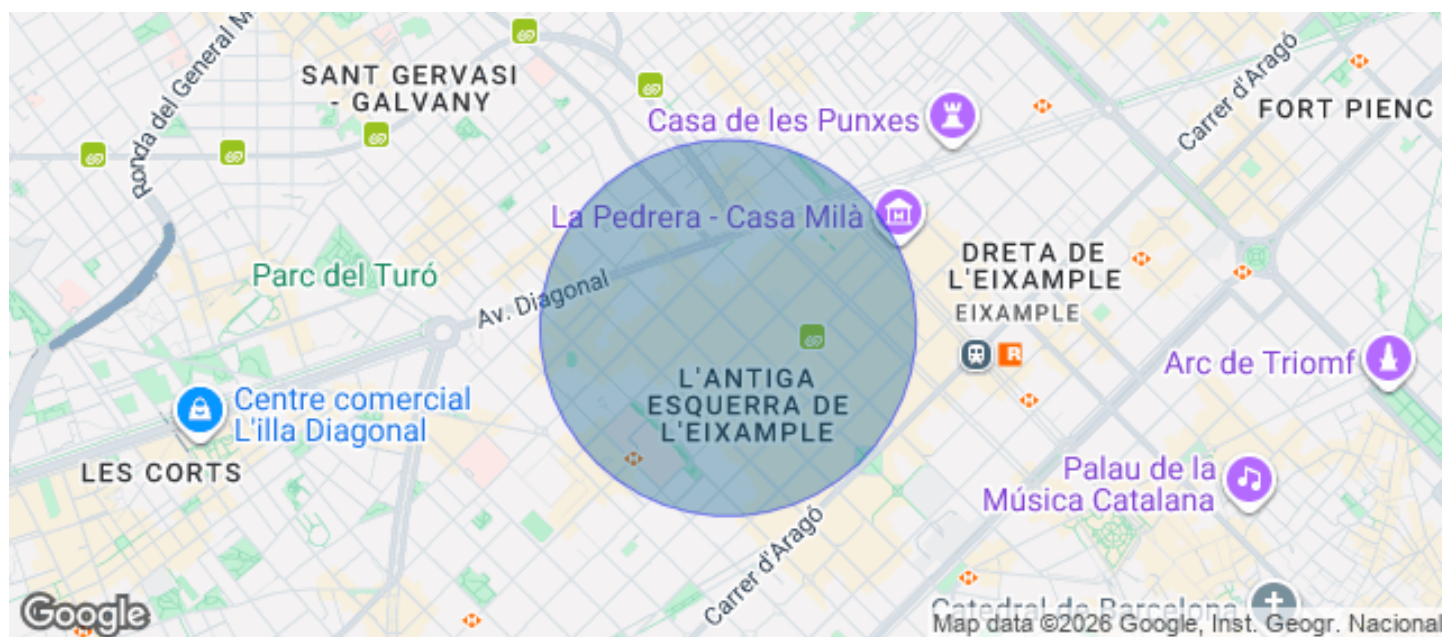 SANT GERVASI
- GALVANY
Ronda del General M
Carrer d'Aragó
FORT PIENC
Casa de les Punxes
La Pedrera - Casa Milà
DRETA DE
L'EIXAMPLE
EIXAMPLE
Parc del Turó
Av. Diagonal
R
Arc de Triomf
L'ANTIGA
ESQUERRA DE
L'EIXAMPLE
Centre comercial
L'illa Diagonal
LES CORTS
Palau de la
Música Catalana
Carrer d'Aragó
Catedral de Barcelona
Google
Map data ©2026 Google, Inst. Geogr. Nacional